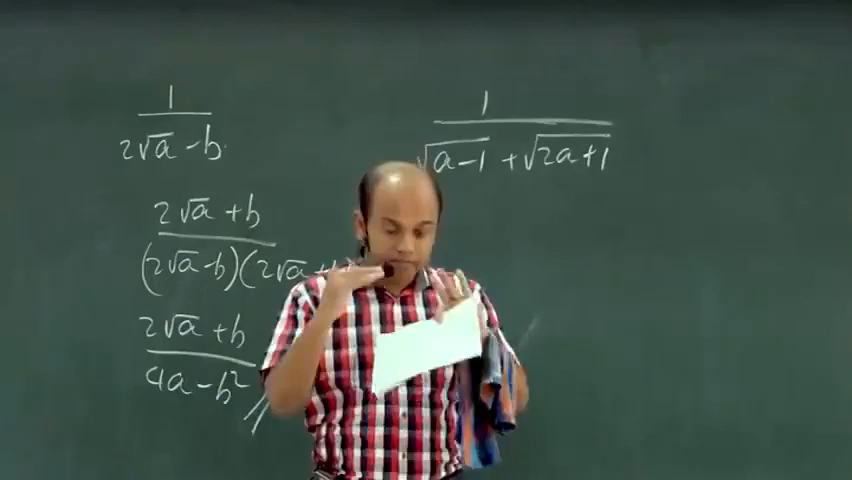 1
2√a - b
2√a + b
(2√a - b)(2√a +
2√a + b
4a - b²
1
√a-1 + √2a+1